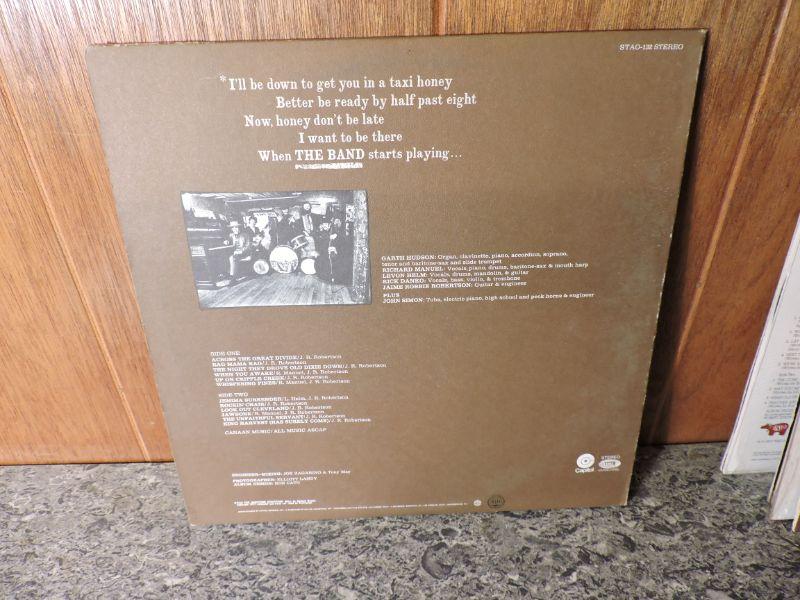 STAO-132 STEREO
*I'll be down to get you in a taxi honey
Better be ready by half past eight
Now, honey don't be late
I want to be there
When THE BAND starts playing...
GARTH HUDSON: Organ, clavinette, piano, accordion, soprano,
tenor and baritone-sax and slide trumpet
RICHARD MANUEL: Vocals, piano, drums, baritone-sax & mouth harp
LEVON HELM: Vocals, drums, mandolin, & guitar
RICK DANKO: Vocals, bass, violin, & trombone
JAIME ROBBIE ROBERTSON: Guitar & engineer
PLUS
JOHN SIMON: Tuba, electric piano, high school and peck horns & engineer
SIDE ONE:
ACROSS THE GREAT DIVIDE/J. R. Robertson
RAG MAMA RAG/J. R. Robertson
THE NIGHT THEY DROVE OLD DIXIE DOWN/J. R. Robertson
WHEN YOU AWAKE/R. Manuel, J. R. Robertson
UP ON CRIPPLE CREEK/J. R. Robertson
WHISPERING PINES/R. Manuel, J. R. Robertson
SIDE TWO:
JEMIMA SURRENDER/L. Helm, J. R. Robertson
ROCKIN' CHAIR/J. R. Robertson
LOOK OUT CLEVELAND/J. R. Robertson
JAWBONE/R. Manuel, J. R. Robertson
THE UNFAITHFUL SERVANT/J. R. Robertson
KING HARVEST (HAS SURELY COME)/J. R. Robertson
CANAAN MUSIC/ALL MUSIC ASCAP
ENGINEER-MIXING: JOE ZAGARINO & Tony May
PHOTOGRAPHER: ELLIOTT LANDY
ALBUM DESIGN: BOB CATO
Capitol
STEREO